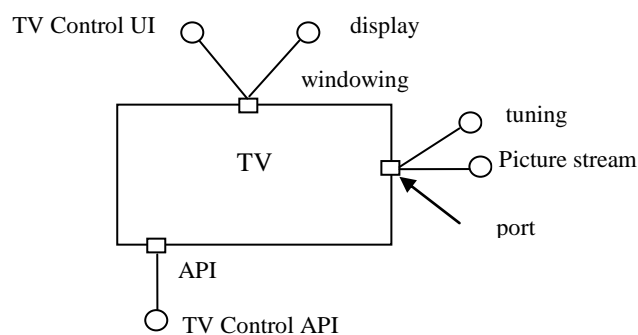 TV Control UI
display
windowing
tuning
TV
Picture stream
port
API
TV Control API